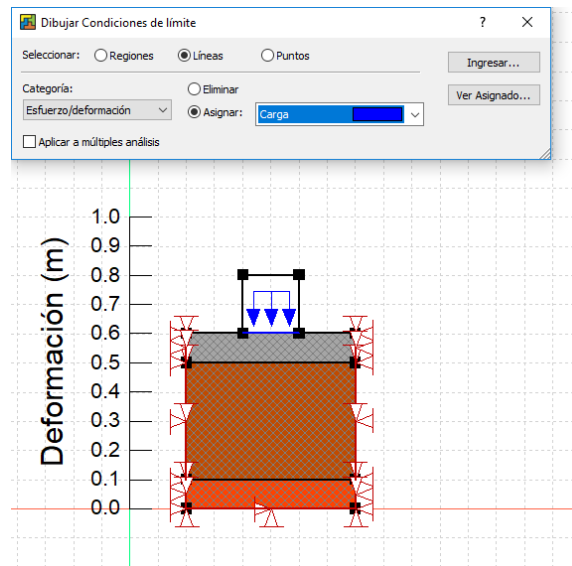 Dibujar Condiciones de límite
Seleccionar: Regiones Líneas Puntos
Ingresar...
Categoría:
Eliminar
Ver Asignado...
Esfuerzo/deformación
Asignar: Carga
Aplicar a múltiples análisis
Deformación (m)
1.0
0.9
0.8
0.7
0.6
0.5
0.4
0.3
0.2
0.1
0.0